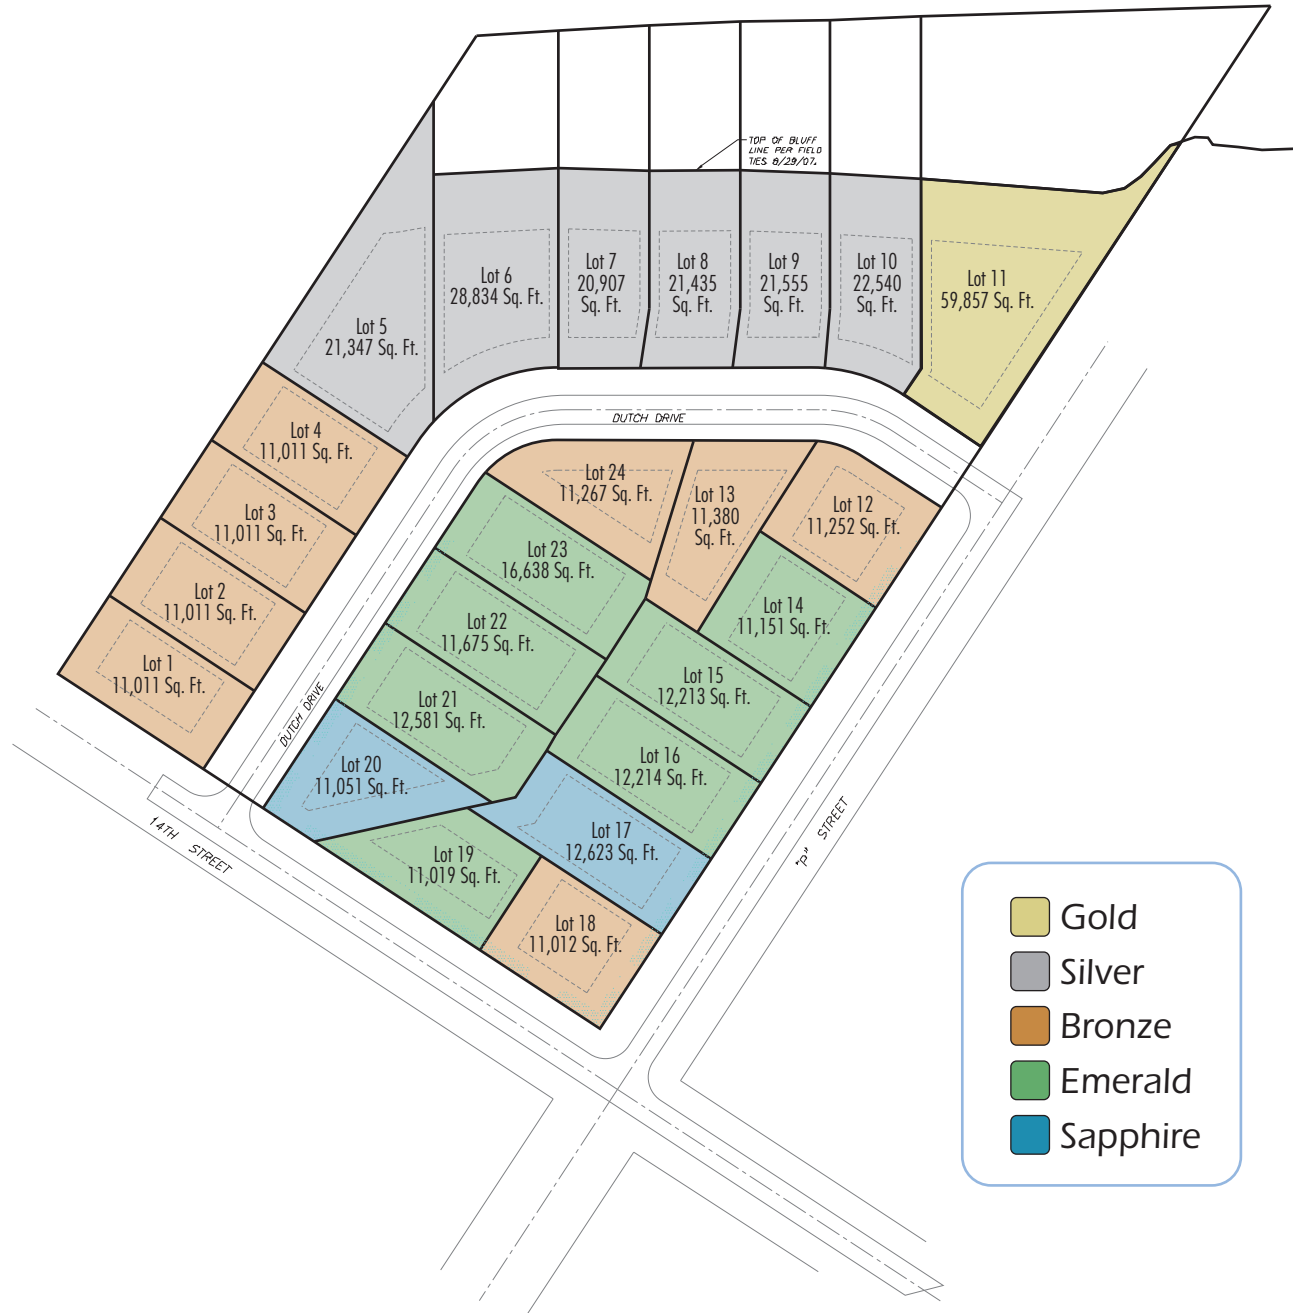 TOP OF BLUFF
LINE PER FIELD
TIES 8/29/07.
Lot 5
21,347 Sq. Ft.
Lot 6
28,834 Sq. Ft.
Lot 7
20,907
Sq. Ft.
Lot 8
21,435
Sq. Ft.
Lot 9
21,555
Sq. Ft.
Lot 10
22,540
Sq. Ft.
Lot 11
59,857 Sq. Ft.
DUTCH DRIVE
Lot 4
11,011 Sq. Ft.
Lot 3
11,011 Sq. Ft.
Lot 2
11,011 Sq. Ft.
Lot 1
11,011 Sq. Ft.
Lot 24
11,267 Sq. Ft.
Lot 13
11,380
Sq. Ft.
Lot 12
11,252 Sq. Ft.
Lot 23
16,638 Sq. Ft.
Lot 14
11,151 Sq. Ft.
Lot 22
11,675 Sq. Ft.
Lot 15
12,213 Sq. Ft.
Lot 21
12,581 Sq. Ft.
Lot 16
12,214 Sq. Ft.
DUTCH DRIVE
Lot 20
11,051 Sq. Ft.
Lot 17
12,623 Sq. Ft.
Lot 19
11,019 Sq. Ft.
Lot 18
11,012 Sq. Ft.
14TH STREET
"P" STREET
Gold
Silver
Bronze
Emerald
Sapphire